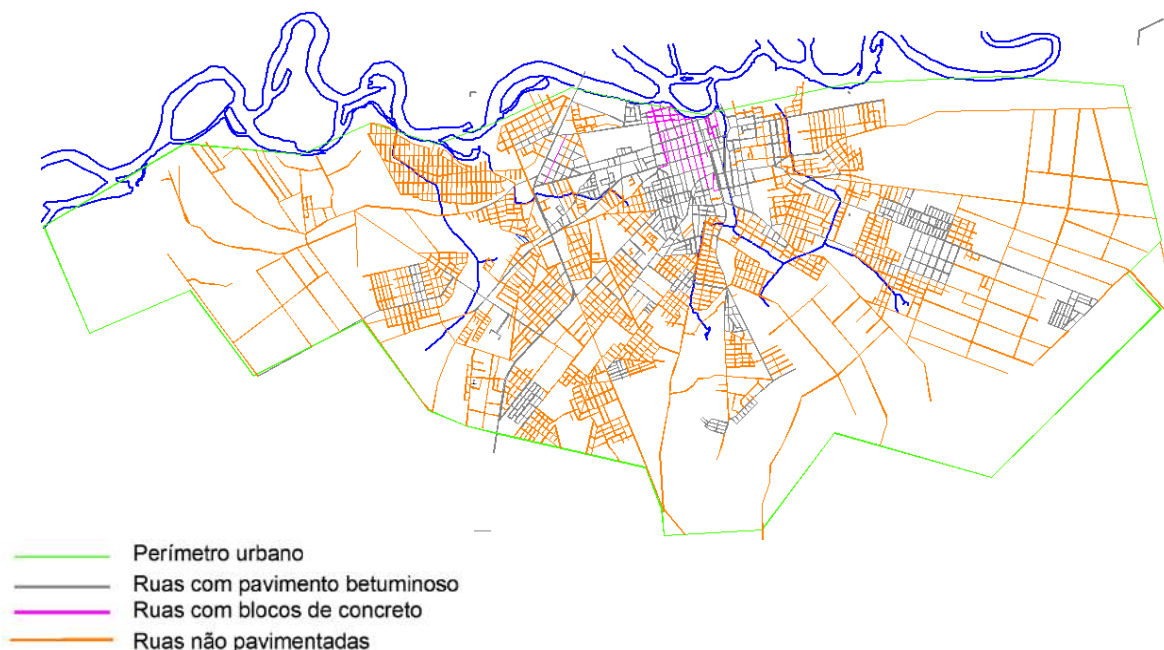 Perímetro urbano
Ruas com pavimento betuminoso
Ruas com blocos de concreto
Ruas não pavimentadas